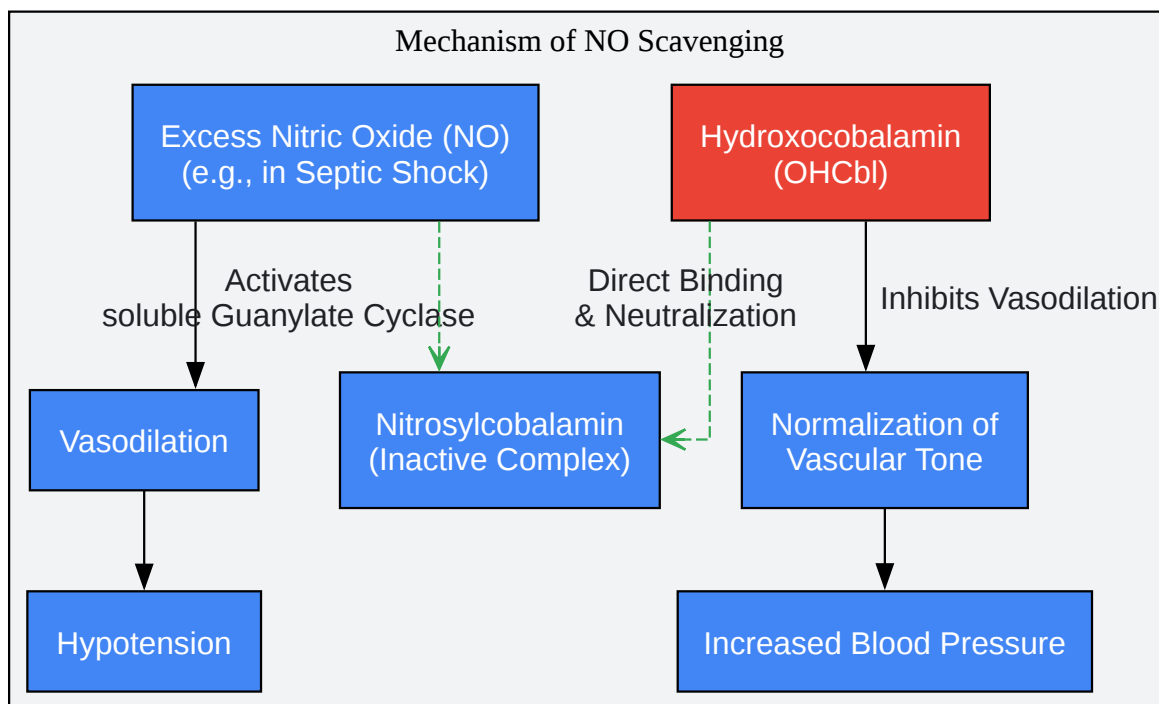 Mechanism of NO Scavenging
Excess Nitric Oxide (NO)
(e.g., in Septic Shock)
Hydroxocobalamin
(OHCbl)
Activates
soluble Guanylate Cyclase
Direct Binding
& Neutralization
Inhibits Vasodilation
Vasodilation
Nitrosylcobalamin
(Inactive Complex)
Normalization of
Vascular Tone
Hypotension
Increased Blood Pressure